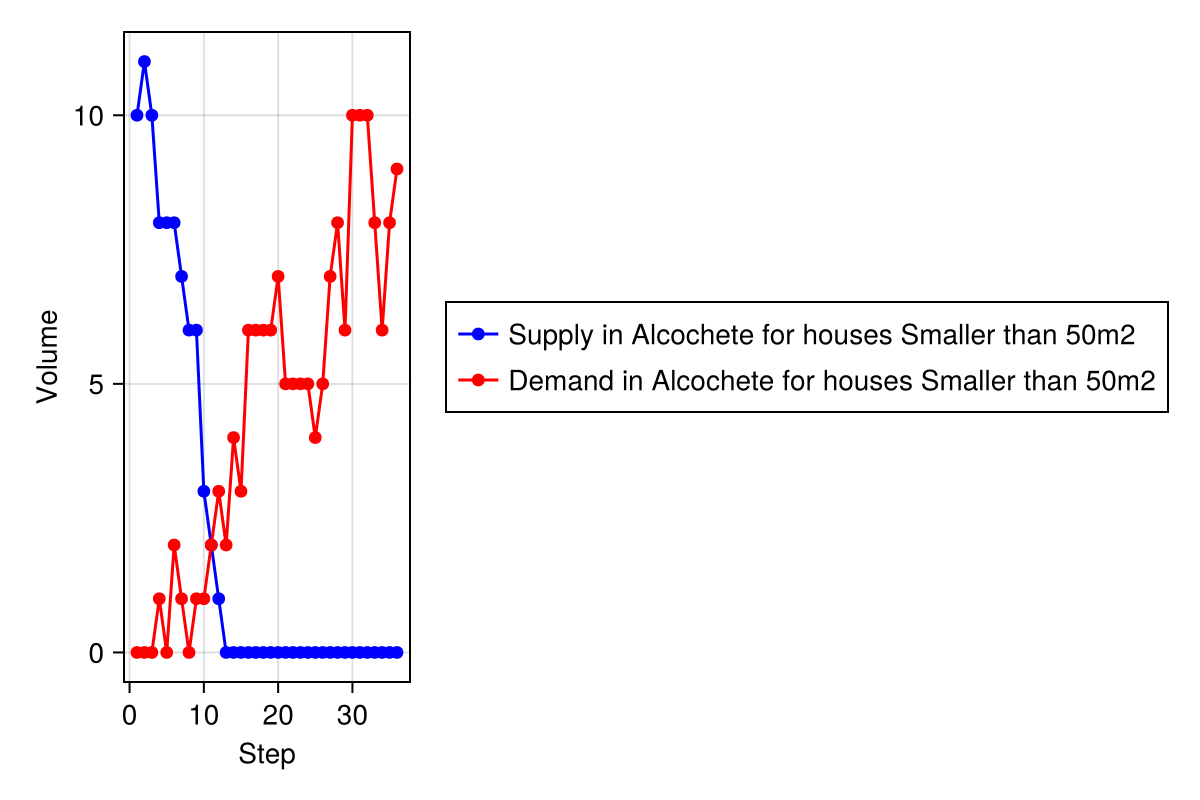 10
5
0
Volume
0 10 20 30
Step
Supply in Alcochete for houses Smaller than 50m2
Demand in Alcochete for houses Smaller than 50m2